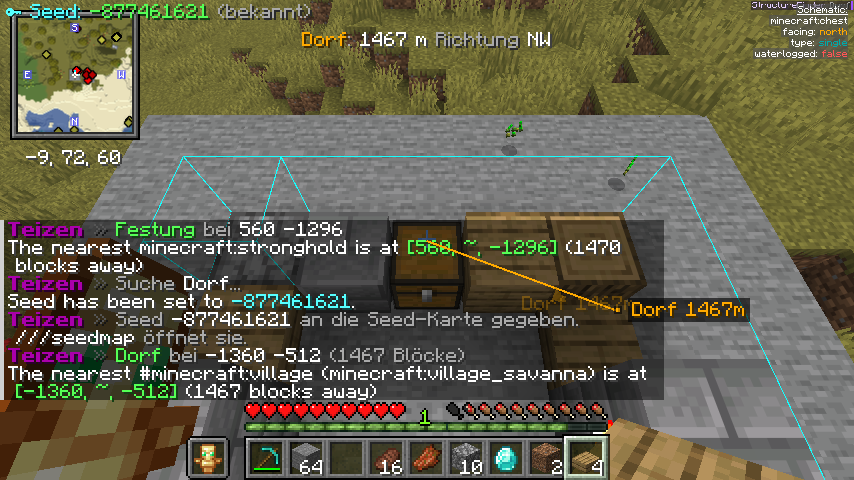 Seed: -877461621 (bekannt)
Schematic:
minecraft:chest
facing: north
type: single
waterlogged: false
Dorf: 1467 m Richtung NW
S
E
W
N
-9, 72, 60
Teizen » Festung bei 560 -1296
The nearest minecraft:stronghold is at [560, ~, -1296] (1470
blocks away)
Teizen » Suche Dorf...
Seed has been set to -877461621.
Teizen » Seed -877461621 an die Seed-Karte gegeben.
///seedmap öffnet sie.
Teizen » Dorf bei -1360 -512 (1467 Blöcke)
The nearest #minecraft:village (minecraft:village_savanna) is at
[-1360, ~, -512] (1467 blocks away)
Dorf 1467m
Dorf 1467m
1
64
16
10
2
4